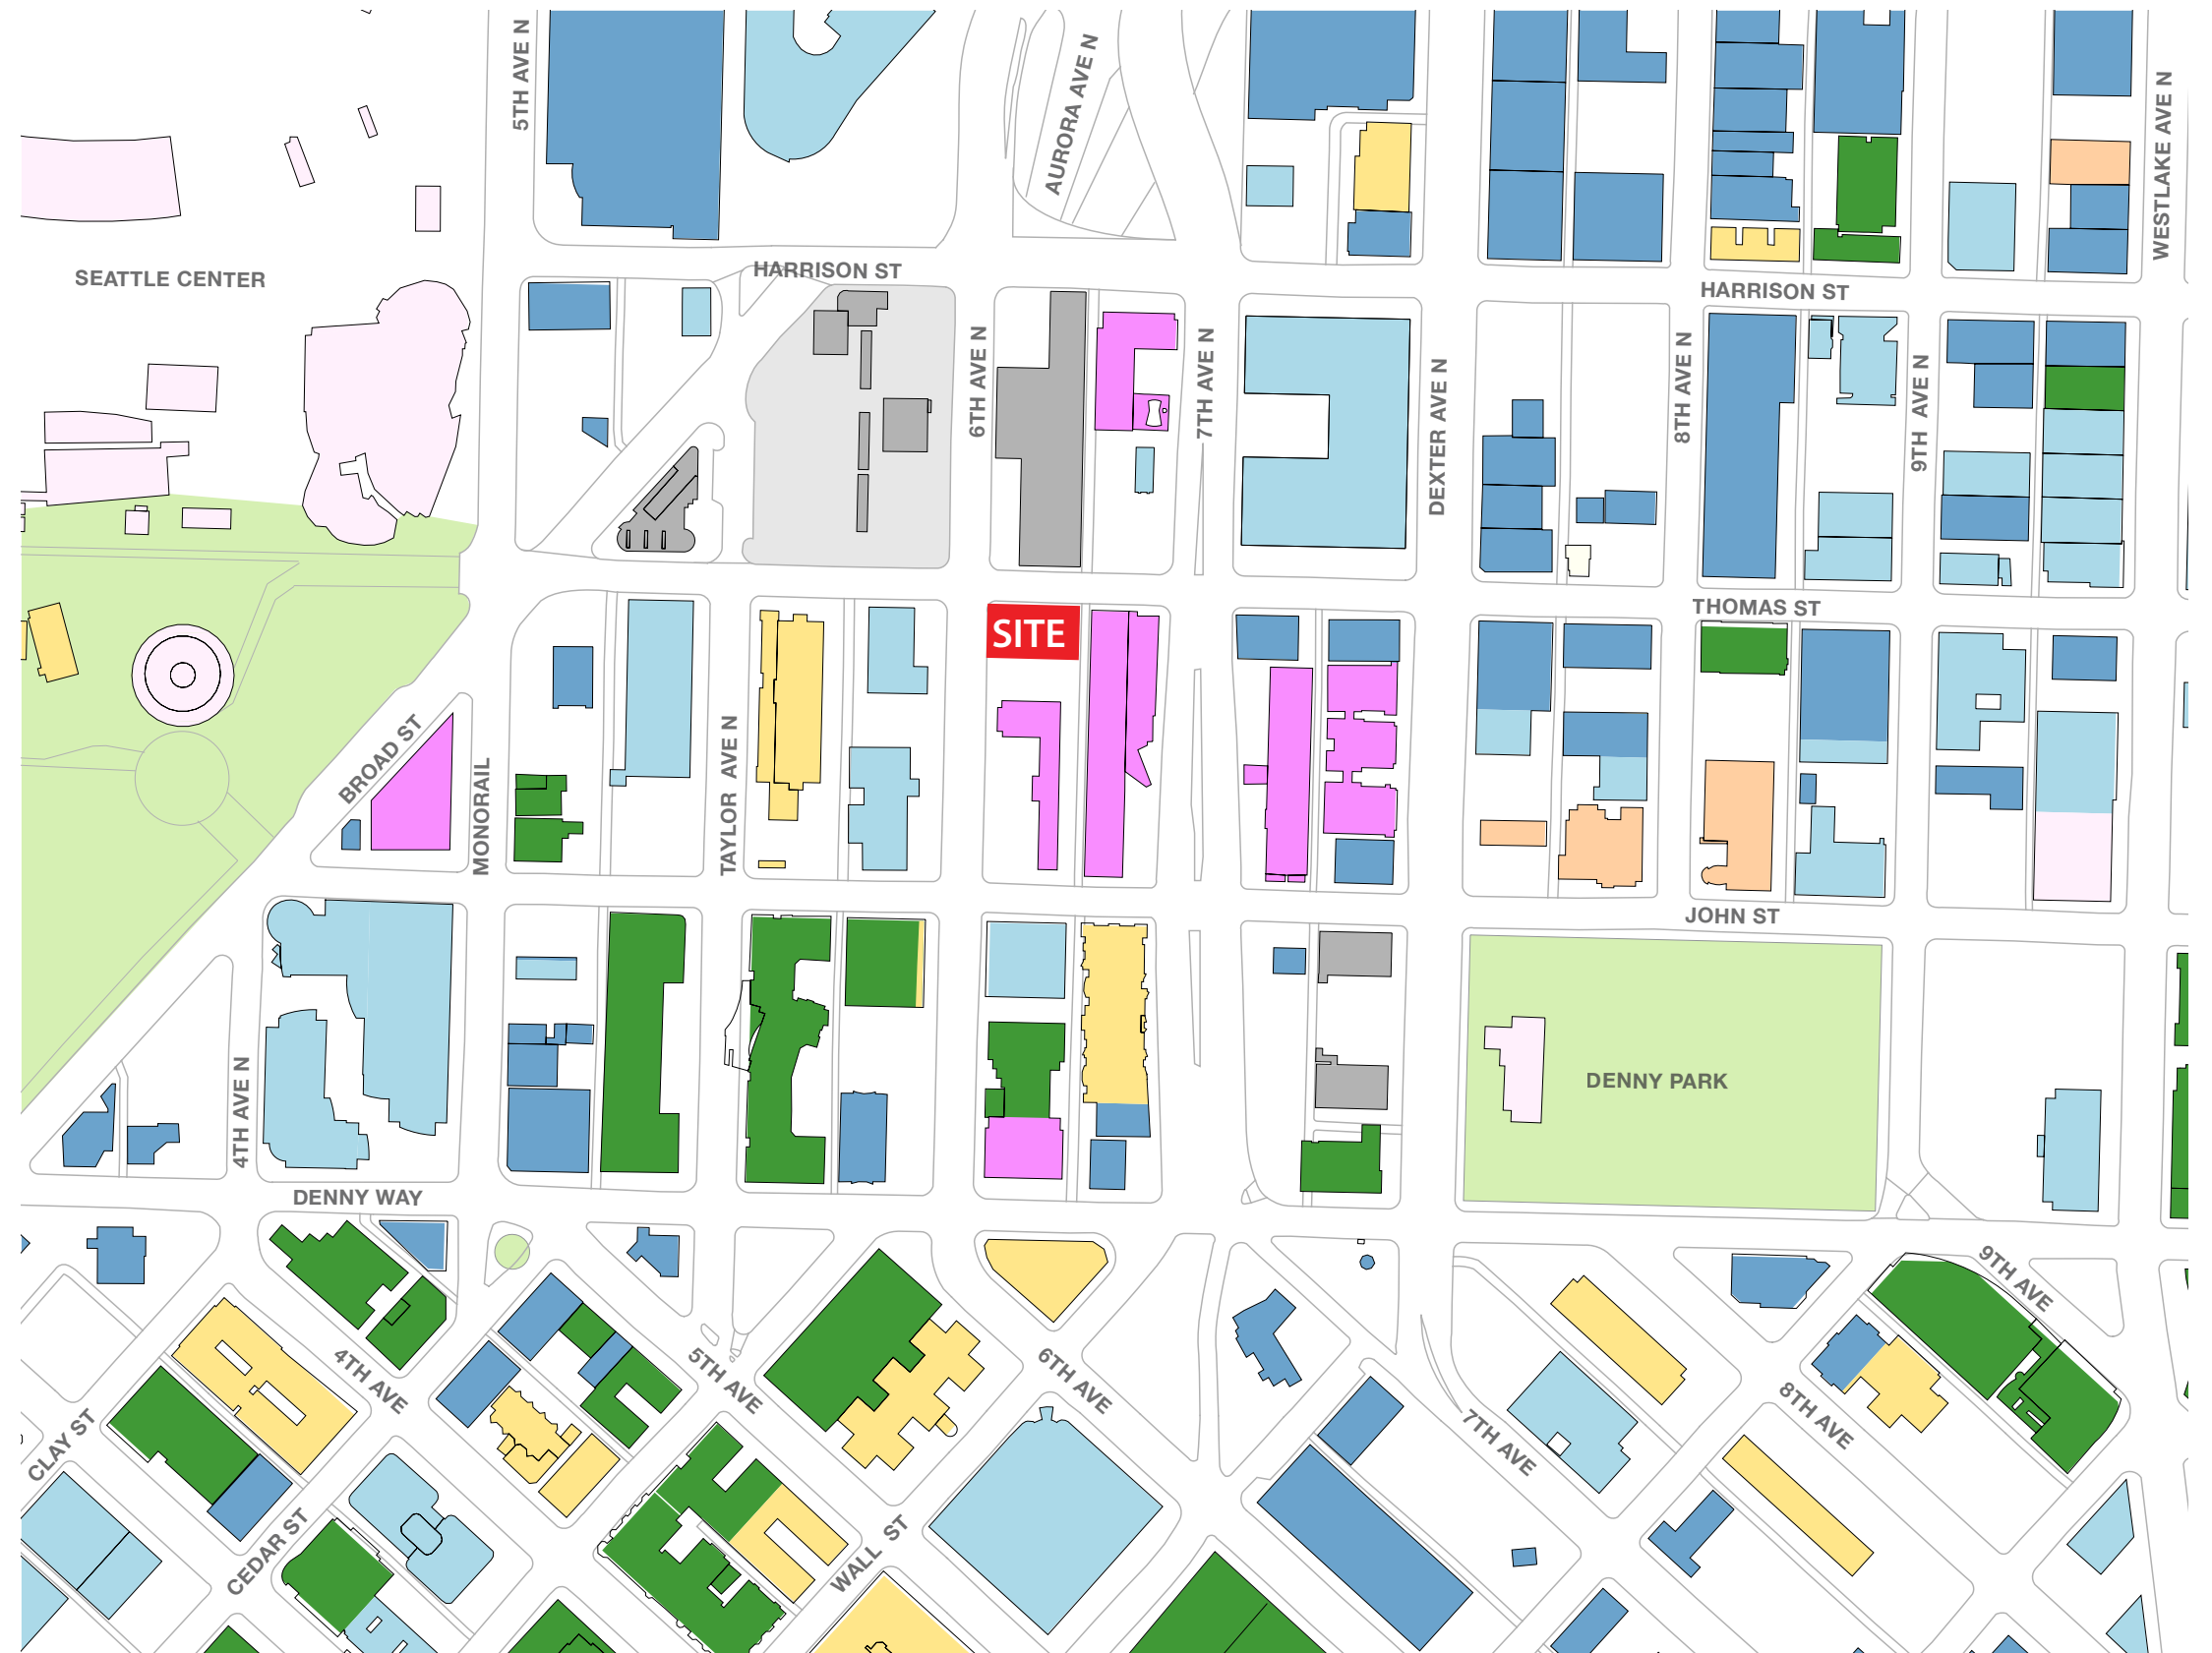 5TH AVE N
AURORA AVE N
WESTLAKE AVE N
SEATTLE CENTER
HARRISON ST
HARRISON ST
6TH AVE N
7TH AVE N
DEXTER AVE N
8TH AVE N
9TH AVE N
THOMAS ST
SITE
BROAD ST
MONORAIL
TAYLOR AVE N
JOHN ST
DENNY PARK
4TH AVE N
DENNY WAY
9TH AVE
4TH AVE
5TH AVE
6TH AVE
7TH AVE
8TH AVE
CLAY ST
CEDAR ST
WALL ST